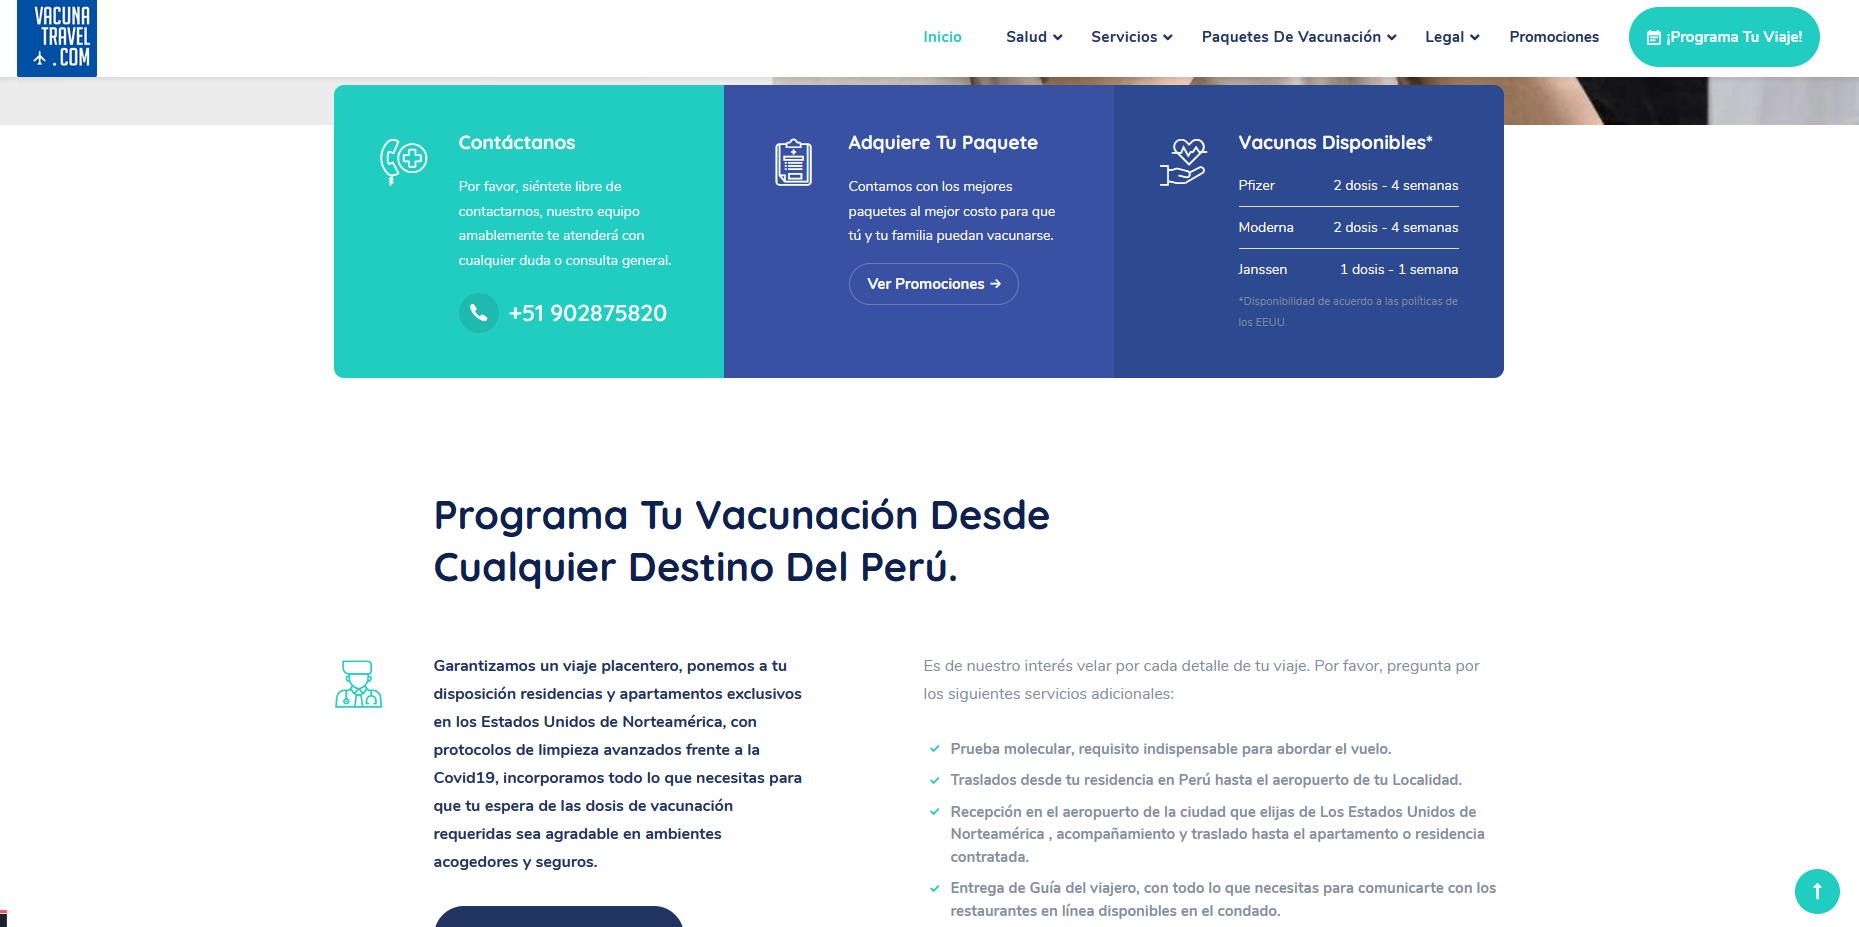 VACUNA
TRAVEL
.COM
Inicio
Salud
Servicios
Paquetes De Vacunación
Legal
Promociones
¡Programa Tu Viaje!
Contáctanos
Por favor, siéntete libre de
contactarnos, nuestro equipo
amablemente te atenderá con
cualquier duda o consulta general.
+51 902875820
Adquiere Tu Paquete
Contamos con los mejores
paquetes al mejor costo para que
tú y tu familia puedan vacunarse.
Ver Promociones
Vacunas Disponibles*
Pfizer 2 dosis - 4 semanas
Moderna 2 dosis - 4 semanas
Janssen 1 dosis - 1 semana
*Disponibilidad de acuerdo a las políticas de
los EEUU.
Programa Tu Vacunación Desde
Cualquier Destino Del Perú.
Garantizamos un viaje placentero, ponemos a tu
disposición residencias y apartamentos exclusivos
en los Estados Unidos de Norteamérica, con
protocolos de limpieza avanzados frente a la
Covid19, incorporamos todo lo que necesitas para
que tu espera de las dosis de vacunación
requeridas sea agradable en ambientes
acogedores y seguros.
Es de nuestro interés velar por cada detalle de tu viaje. Por favor, pregunta por
los siguientes servicios adicionales:
Prueba molecular, requisito indispensable para abordar el vuelo.
Traslados desde tu residencia en Perú hasta el aeropuerto de tu Localidad.
Recepción en el aeropuerto de la ciudad que elijas de Los Estados Unidos de
Norteamérica , acompañamiento y traslado hasta el apartamento o residencia
contratada.
Entrega de Guía del viajero, con todo lo que necesitas para comunicarte con los
restaurantes en línea disponibles en el condado.